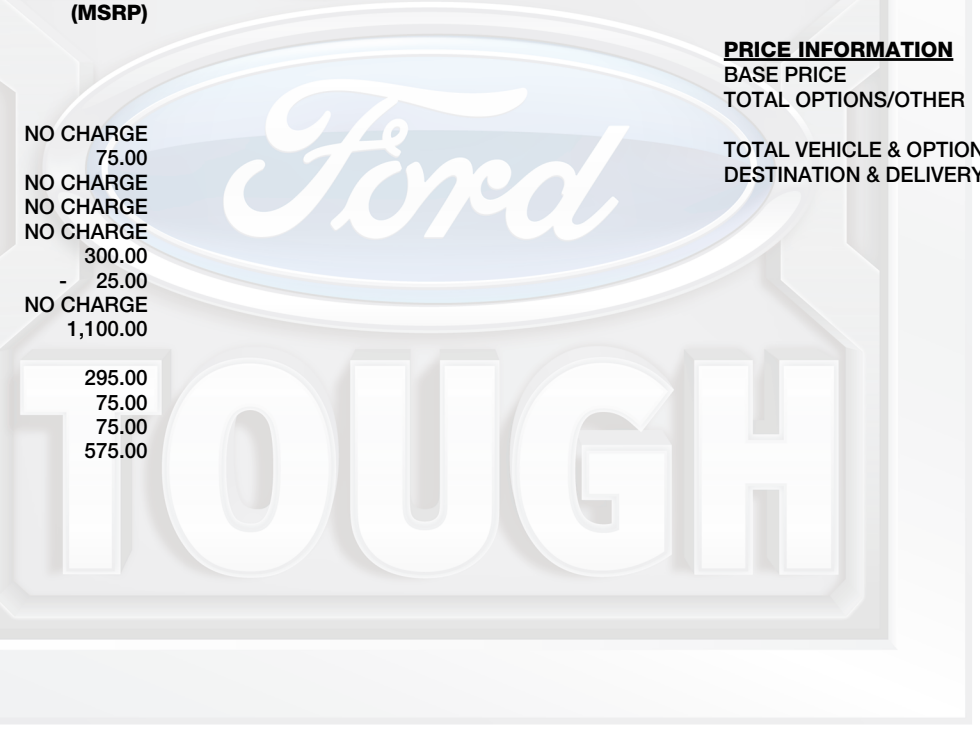 (MSRP)
NO CHARGE
75.00
NO CHARGE
NO CHARGE
NO CHARGE
300.00
- 25.00
NO CHARGE
1,100.00
295.00
75.00
75.00
575.00
PRICE INFORMATION
BASE PRICE
TOTAL OPTIONS/OTHER
TOTAL VEHICLE & OPTION
DESTINATION & DELIVERY
Ford
TOUGH